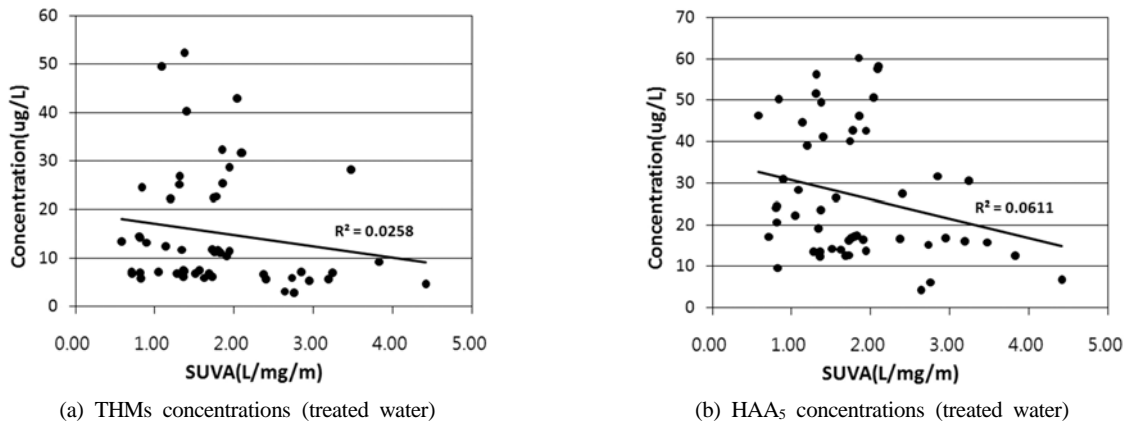 60
50
40
30
20
10
0
Concentration(ug/L)
R² = 0.0258
0.00 1.00 2.00 3.00 4.00 5.00
SUVA(L/mg/m)
(a) THMs concentrations (treated water)
70
60
50
40
30
20
10
0
Concentration(ug/L)
R² = 0.0611
0.00 1.00 2.00 3.00 4.00 5.00
SUVA(L/mg/m)
(b) HAA₅ concentrations (treated water)